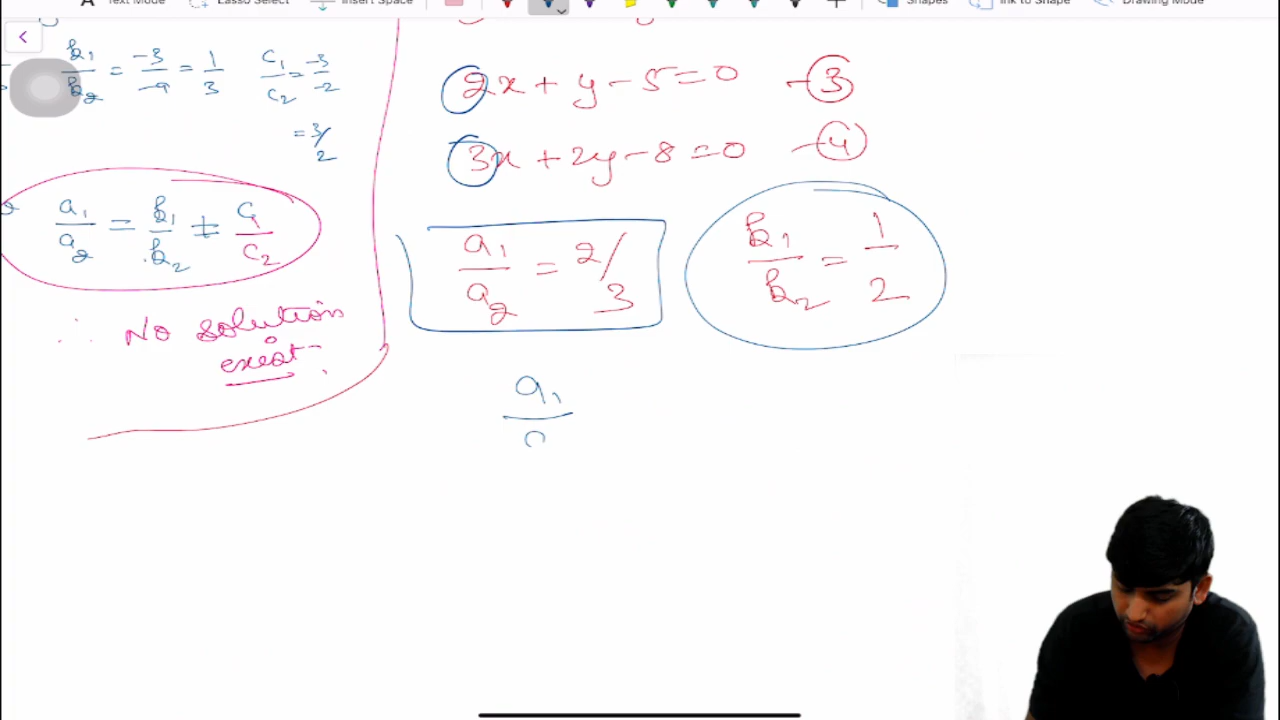 Text Mode Lasso Select Insert Space Shapes Ink to Shape Drawing Mode
b1/b2 = -3/-9 = 1/3 c1/c2 = -3/-2
= 3/2
a1/a2 = b1/b2 ≠ c1/c2
∴ No solution
exist.
2x + y - 5 = 0 - 3
3x + 2y - 8 = 0 - 4
a1/a2 = 2/3 b1/b2 = 1/2
a1